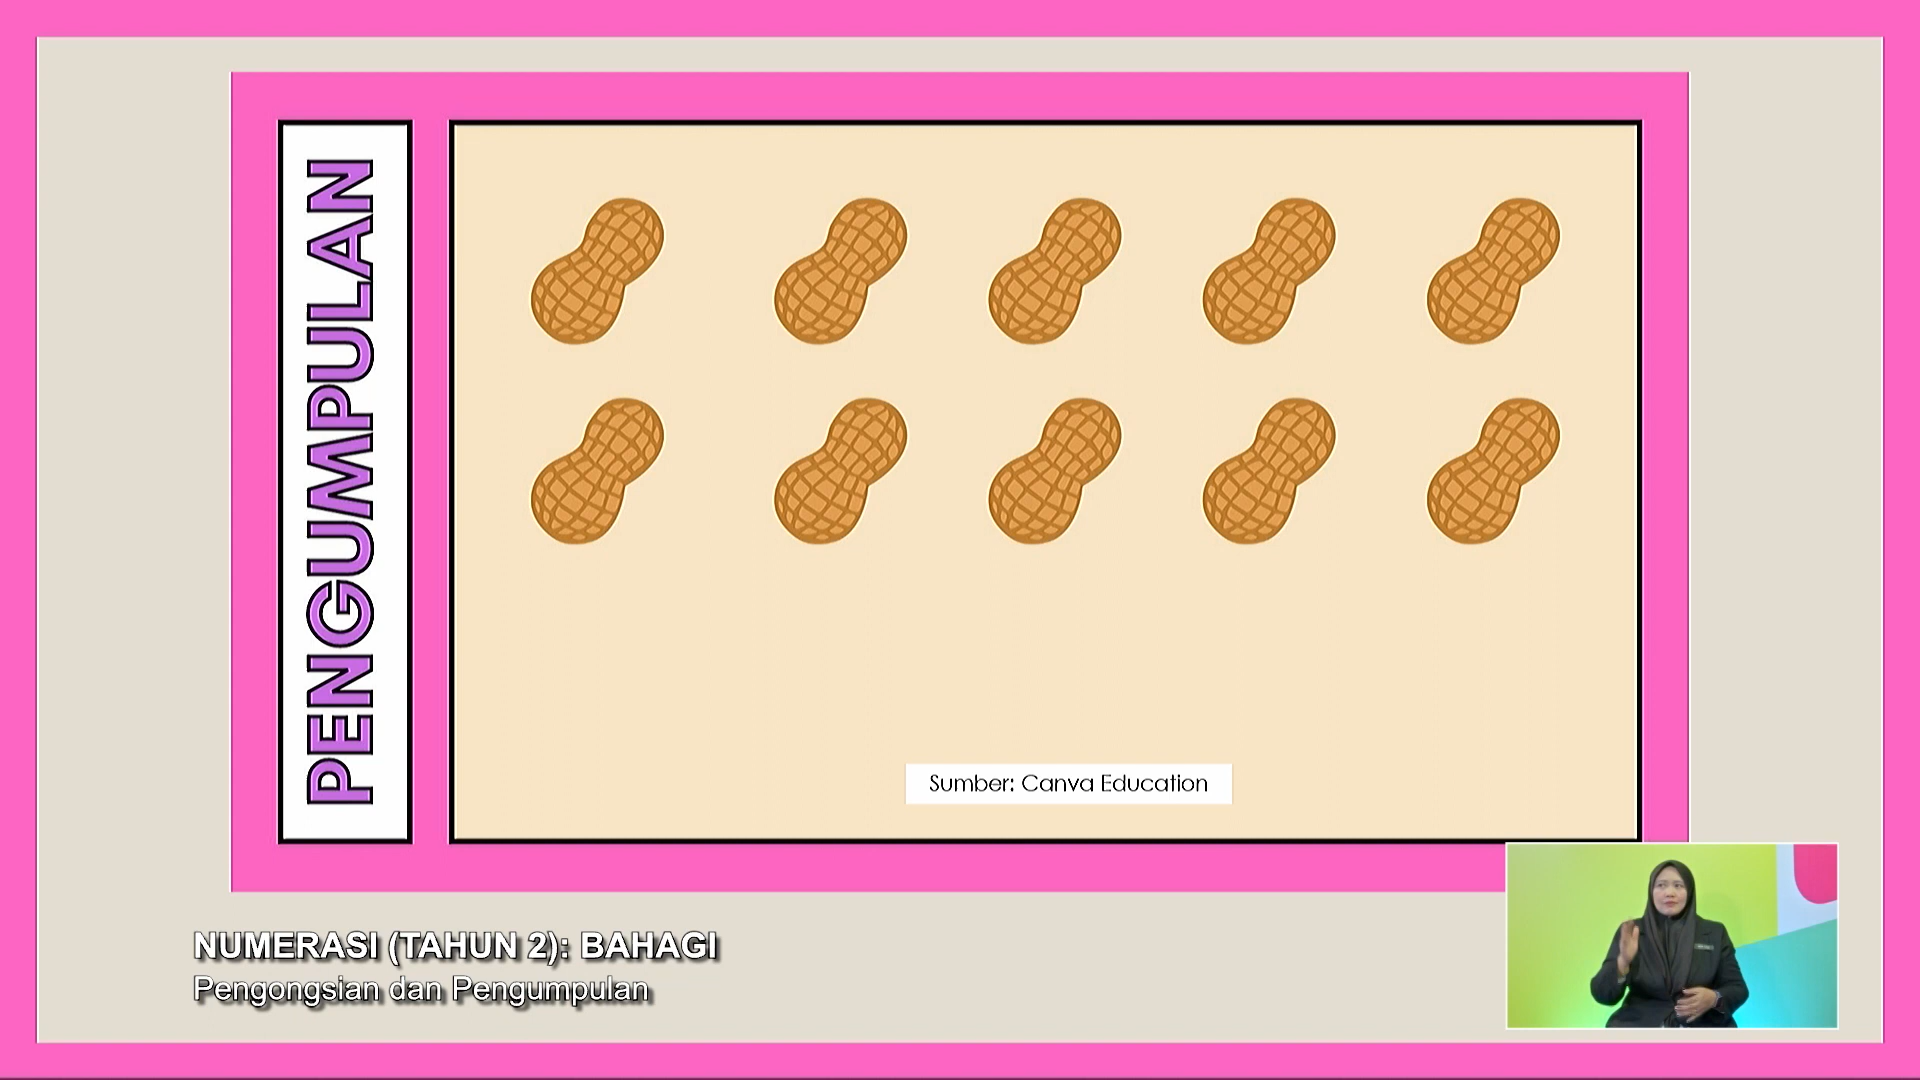 PENGUMPULAN
Sumber: Canva Education
NUMERASI (TAHUN 2): BAHAGI
Pengongsian dan Pengumpulan